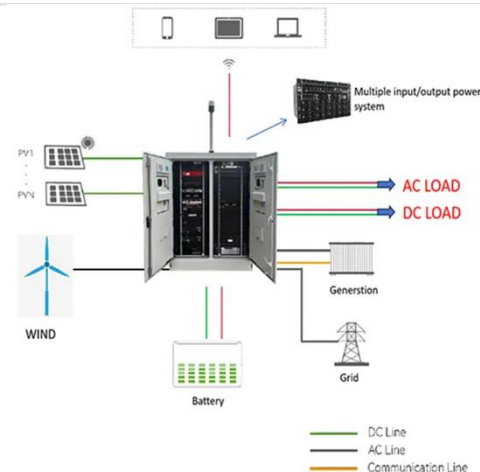 Multiple input/output power
system
PV1
PVN
AC LOAD
DC LOAD
WIND
Generstion
Grid
Battery
DC Line
AC Line
Communication Line